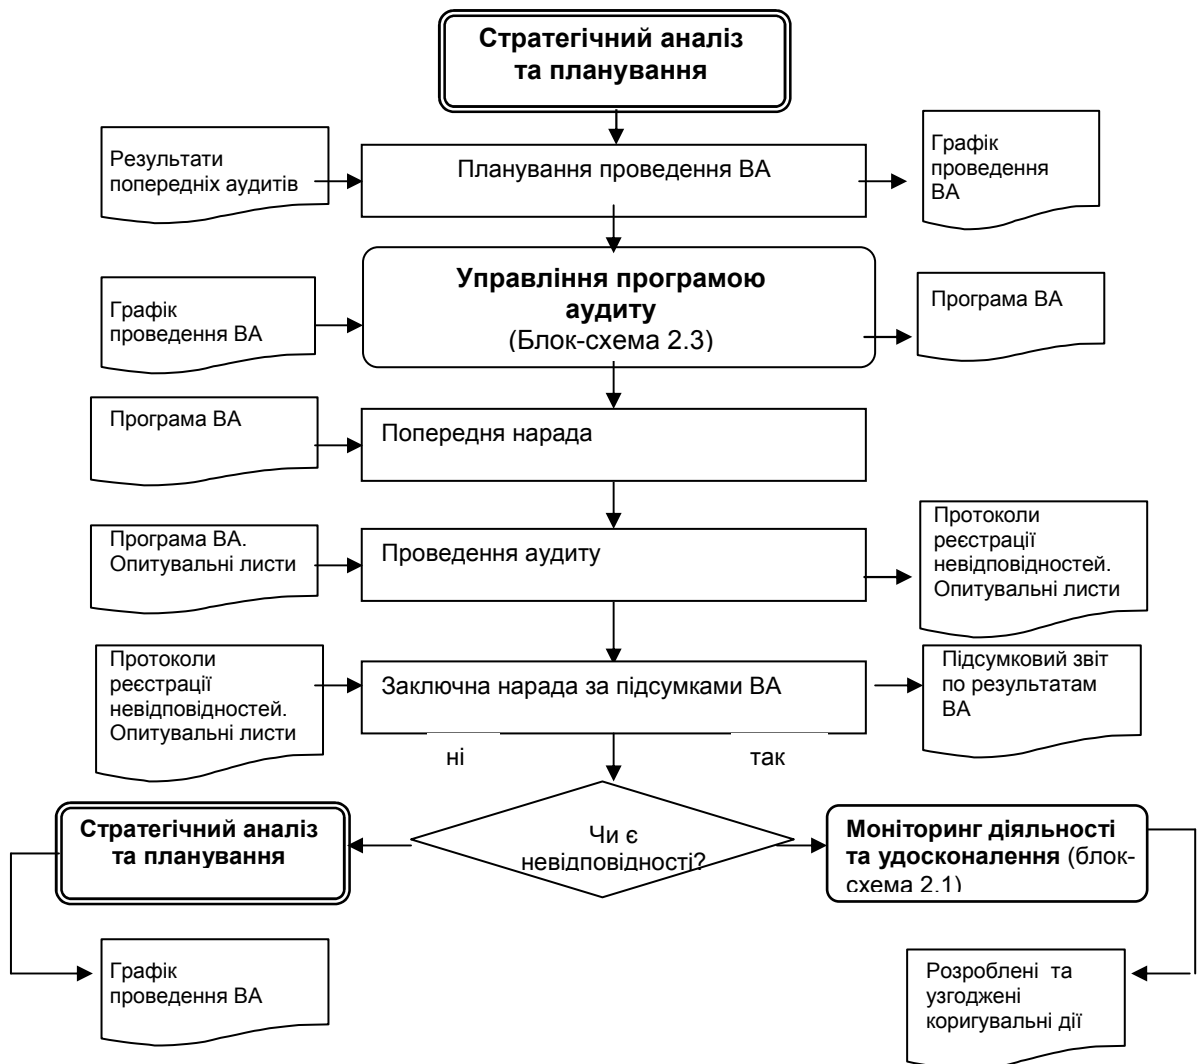 Стратегічний аналіз
та планування
Результати
попередніх аудитів
Планування проведення ВА
Графік
проведення
ВА
Графік
проведення ВА
Управління програмою
аудиту
(Блок-схема 2.3)
Програма ВА
Програма ВА
Попередня нарада
Програма ВА.
Опитувальні листи
Проведення аудиту
Протоколи
реєстрації
невідповідностей.
Опитувальні листи
Протоколи
реєстрації
невідповідностей.
Опитувальні листи
Заключна нарада за підсумками ВА
Підсумковий звіт
по результатам
ВА
ні
так
Стратегічний аналіз
та планування
Чи є
невідповідності?
Моніторинг діяльності
та удосконалення (блок-
схема 2.1)
Графік
проведення ВА
Розроблені та
узгоджені
коригувальні дії